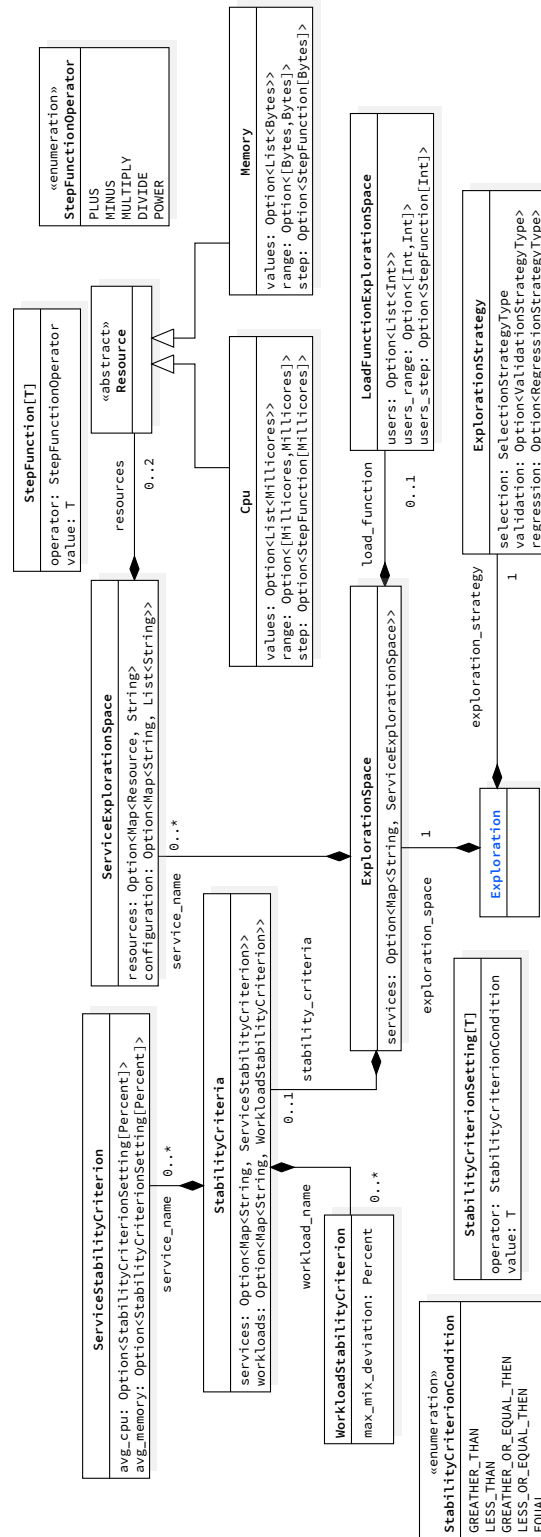 «enumeration»
StepFunctionOperator
PLUS
MINUS
MULTIPLY
DIVIDE
POWER
StepFunction[T]
operator: StepFunctionOperator
value: T
«abstract»
Resource
resources
0..2
Memory
values: Option<List<Bytes>>
range: Option<[Bytes,Bytes]>
step: Option<StepFunction[Bytes]>
Cpu
values: Option<List<Millicores>>
range: Option<[Millicores,Millicores]>
step: Option<StepFunction[Millicores]>
ServiceExplorationSpace
resources: Option<Map<Resource, String>
configuration: Option<Map<String, List<String>>
service_name
0..*
LoadFunctionExplorationSpace
users: Option<List<Int>>
users_range: Option<[Int,Int]>
users_step: Option<StepFunction[Int]>
load_function
0..1
ExplorationSpace
services: Option<Map<String, ServiceExplorationSpace>>
exploration_space
1
ExplorationStrategy
selection: SelectionStrategyType
validation: Option<ValidationStrategyType>
regression: Option<RegressionStrategyType>
exploration_strategy
1
Exploration
ServiceStabilityCriterion
avg_cpu: Option<StabilityCriterionSetting[Percent]>
avg_memory: Option<StabilityCriterionSetting[Percent]>
service_name
0..*
StabilityCriteria
services: Option<Map<String, ServiceStabilityCriterion>>
workloads: Option<Map<String, WorkloadStabilityCriterion>>
0..1
stability_criteria
workload_name
0..*
WorkloadStabilityCriterion
max_mix_deviation: Percent
StabilityCriterionSetting[T]
operator: StabilityCriterionCondition
value: T
«enumeration»
StabilityCriterionCondition
GREATHER_THAN
LESS_THAN
GREATHER_OR_EQUAL_THEN
LESS_OR_EQUAL_THEN
EQUAL